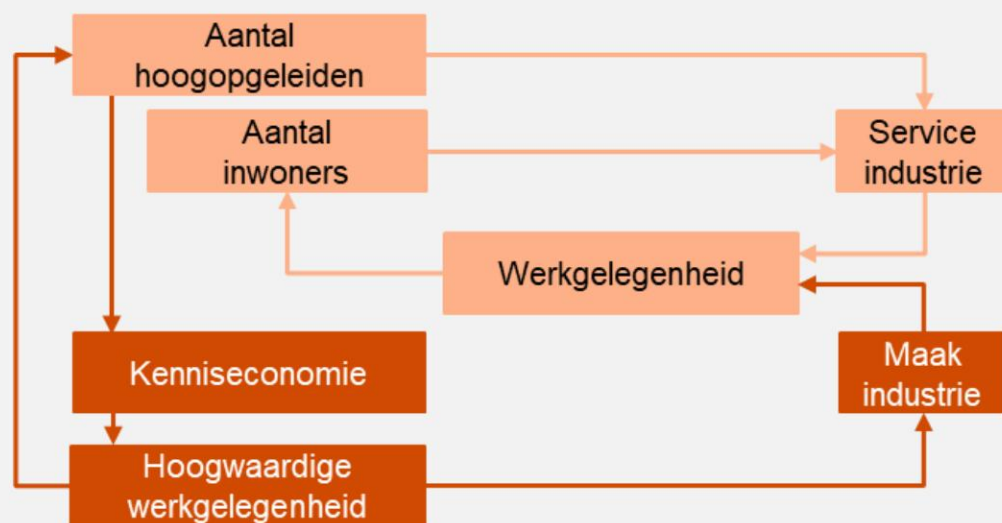 Aantal
hoogopgeleiden
Aantal
inwoners
Service
industrie
Werkgelegenheid
Kenniseconomie
Maak
industrie
Hoogwaardige
werkgelegenheid